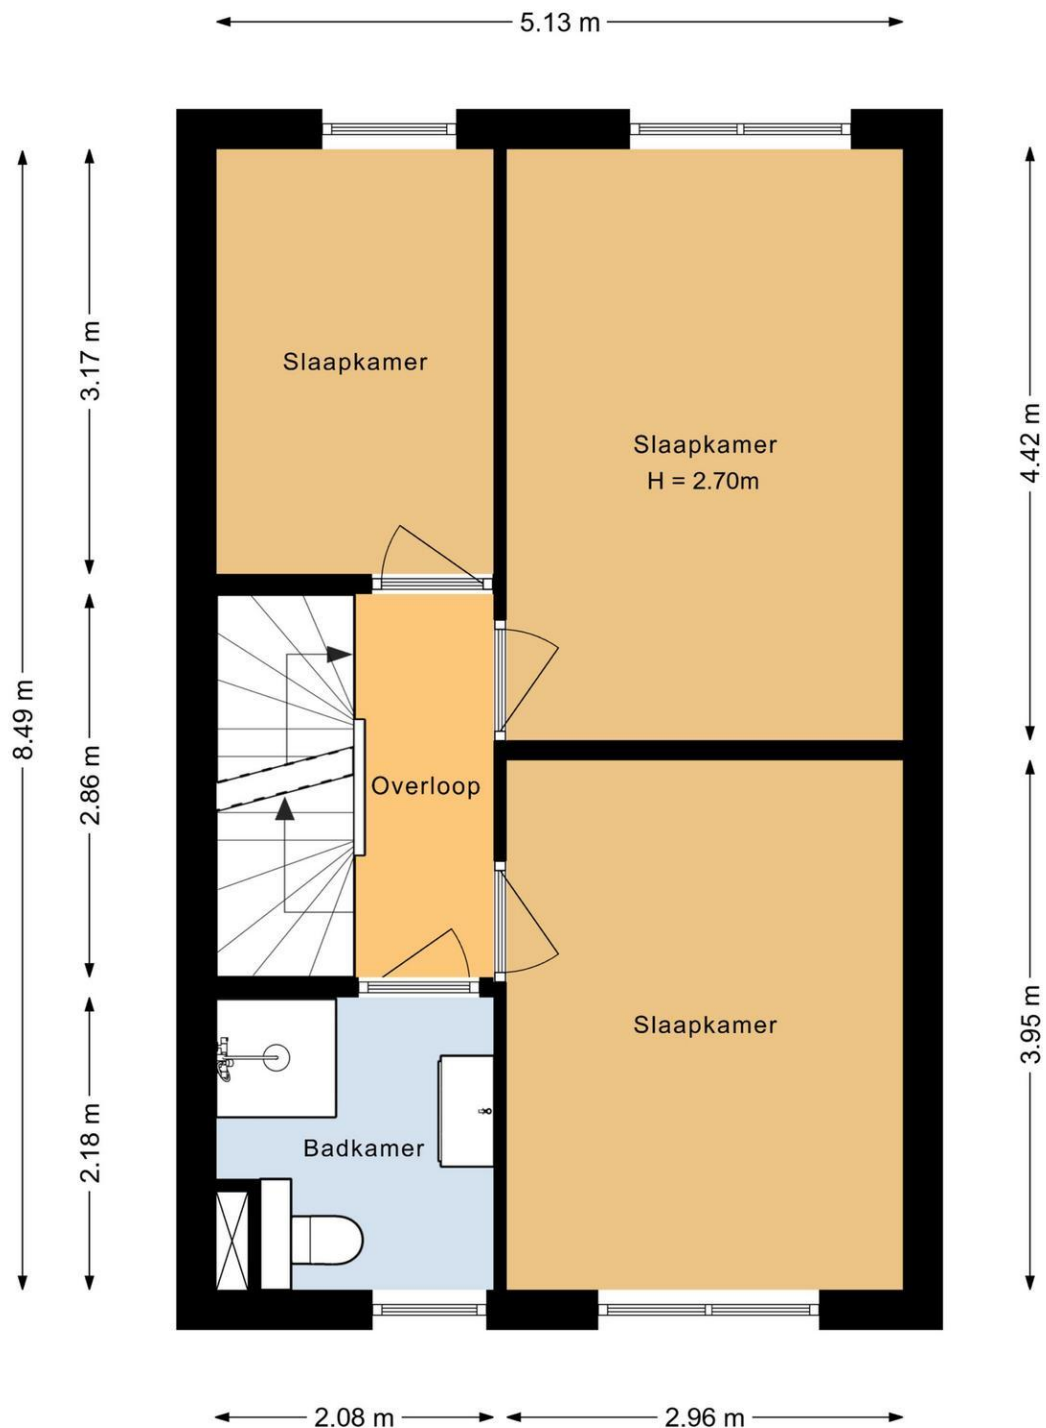 5.13 m
Slaapkamer
3.17 m
Slaapkamer
H = 2.70m
4.42 m
8.49 m
2.86 m
Overloop
Slaapkamer
3.95 m
2.18 m
Badkamer
2.08 m
2.96 m